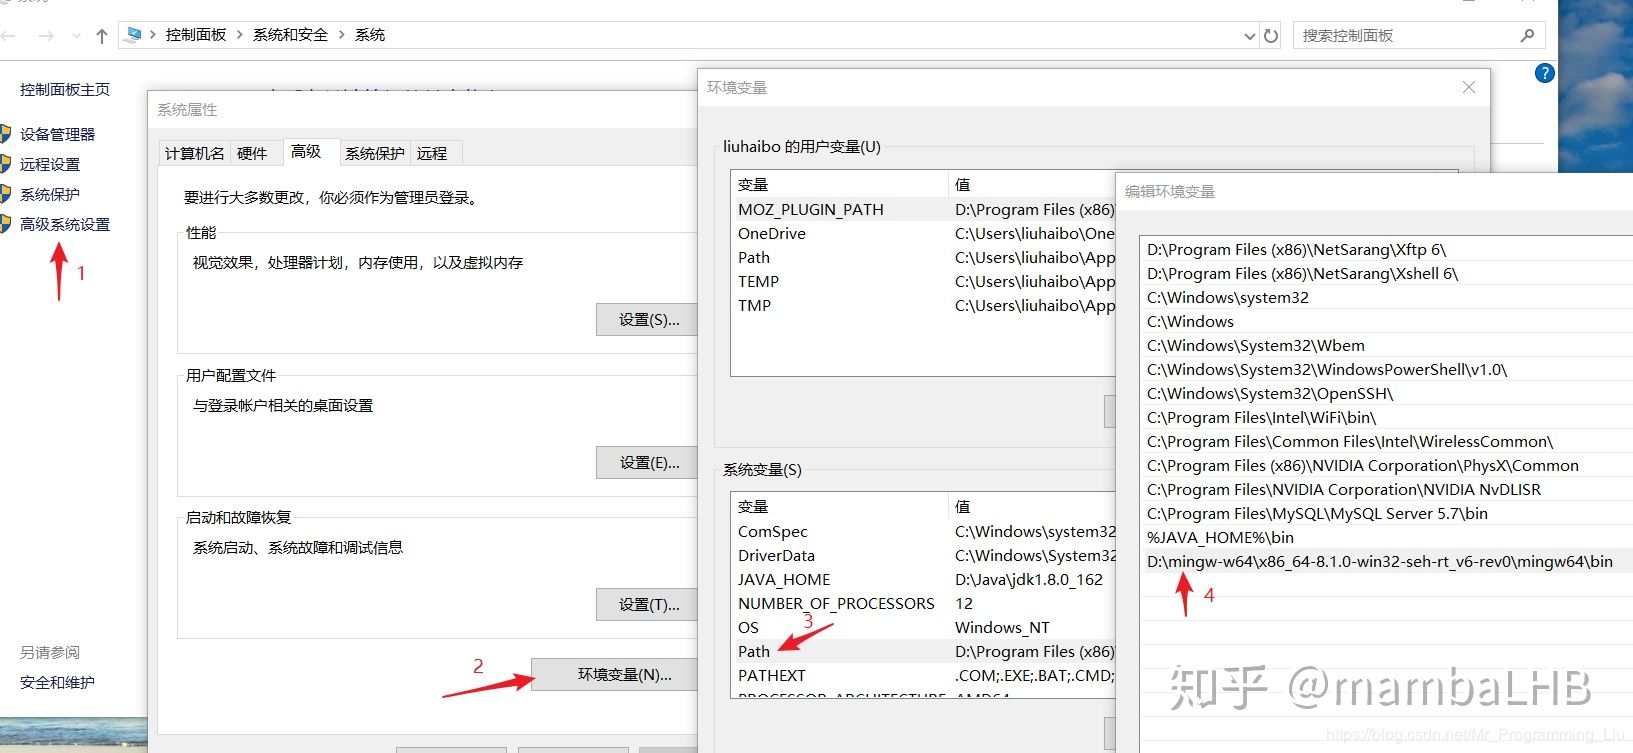 控制面板 系统和安全 系统
搜索控制面板
?
控制面板主页
设备管理器
远程设置
系统保护
高级系统设置
1
另请参阅
安全和维护
系统属性
计算机名 硬件 高级 系统保护 远程
要进行大多数更改，你必须作为管理员登录。
性能
视觉效果，处理器计划，内存使用，以及虚拟内存
设置(S)...
用户配置文件
与登录帐户相关的桌面设置
设置(E)...
启动和故障恢复
系统启动、系统故障和调试信息
设置(T)...
2
环境变量(N)...
环境变量
liuhaibo 的用户变量(U)
变量 值
MOZ_PLUGIN_PATH D:\Program Files (x86)\
OneDrive C:\Users\liuhaibo\One
Path C:\Users\liuhaibo\App
TEMP C:\Users\liuhaibo\App
TMP C:\Users\liuhaibo\App
系统变量(S)
变量 值
ComSpec C:\Windows\system32
DriverData C:\Windows\System32
JAVA_HOME D:\Java\jdk1.8.0_162
NUMBER_OF_PROCESSORS 12
3
OS Windows_NT
Path D:\Program Files (x86)
PATHEXT .COM;.EXE;.BAT;.CMD;
PROCESSOR_ARCHITECTURE AMD64
编辑环境变量
D:\Program Files (x86)\NetSarang\Xftp 6\
D:\Program Files (x86)\NetSarang\Xshell 6\
C:\Windows\system32
C:\Windows
C:\Windows\System32\Wbem
C:\Windows\System32\WindowsPowerShell\v1.0\
C:\Windows\System32\OpenSSH\
C:\Program Files\Intel\WiFi\bin\
C:\Program Files\Common Files\Intel\WirelessCommon\
C:\Program Files (x86)\NVIDIA Corporation\PhysX\Common
C:\Program Files\NVIDIA Corporation\NVIDIA NvDLISR
C:\Program Files\MySQL\MySQL Server 5.7\bin
%JAVA_HOME%\bin
D:\mingw-w64\x86_64-8.1.0-win32-seh-rt_v6-rev0\mingw64\bin
4
知乎 @mambaLHB
https://blog.csdn.net/Mr_Programming_Liu